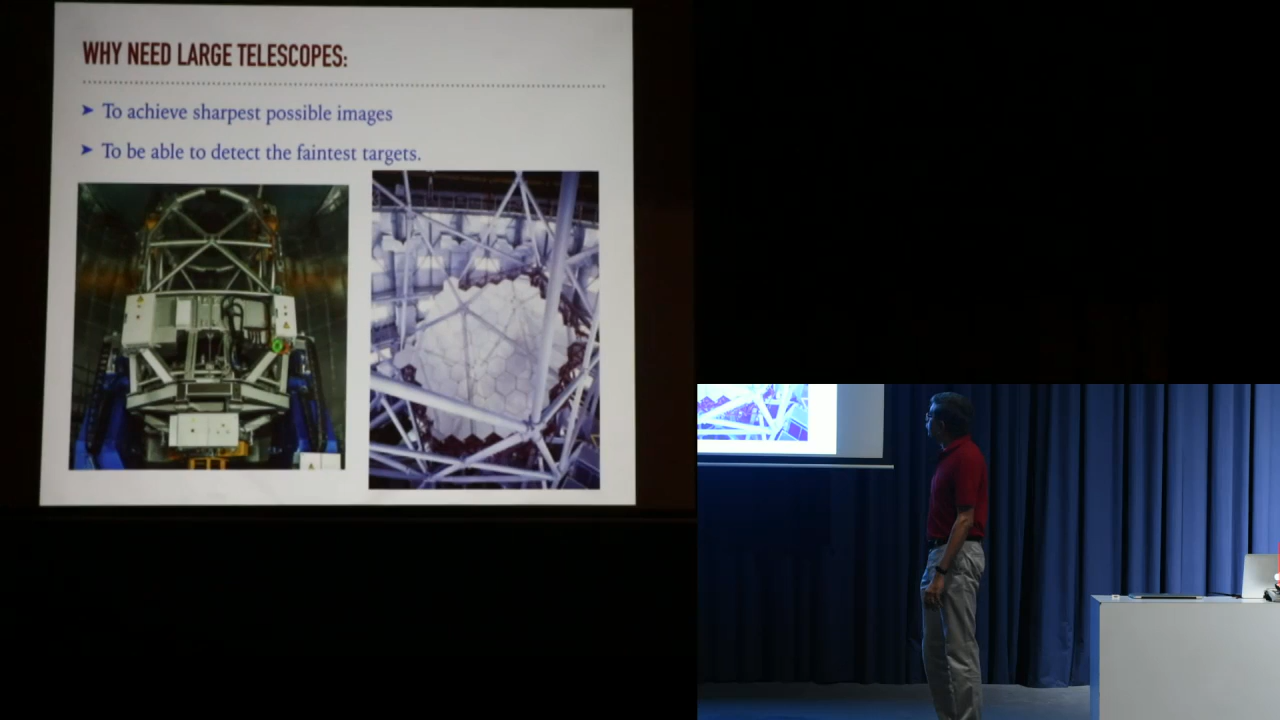 WHY NEED LARGE TELESCOPES:
➤ To achieve sharpest possible images
➤ To be able to detect the faintest targets.